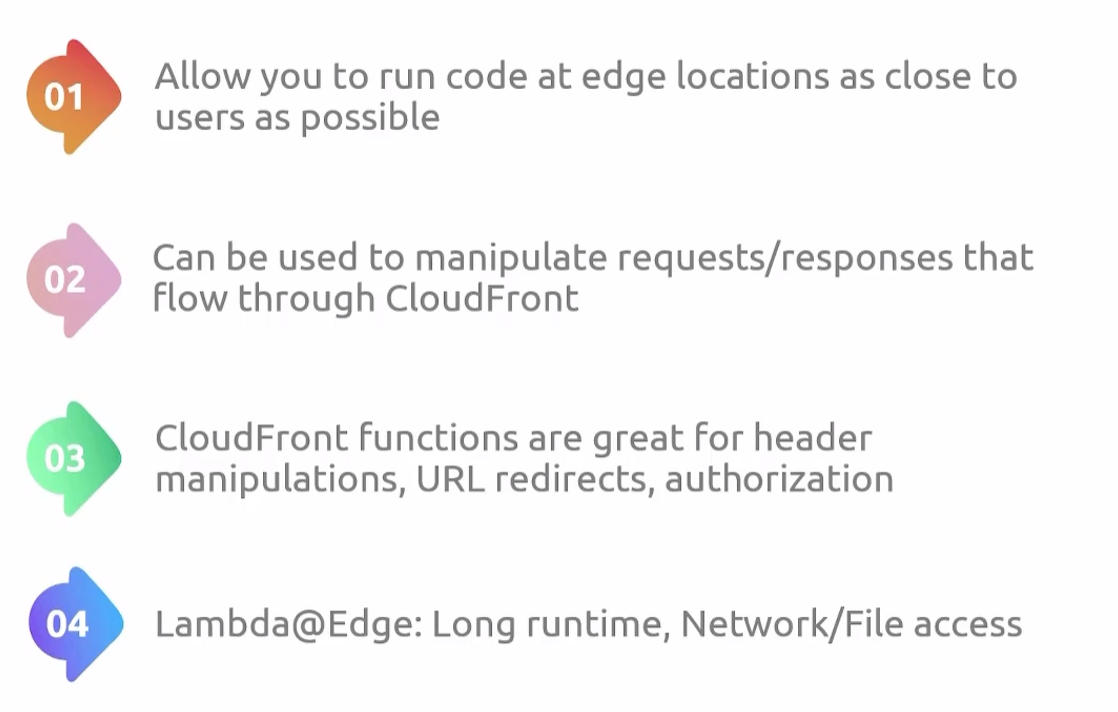 01
Allow you to run code at edge locations as close to
users as possible
02
Can be used to manipulate requests/responses that
flow through CloudFront
03
CloudFront functions are great for header
manipulations, URL redirects, authorization
04
Lambda@Edge: Long runtime, Network/File access